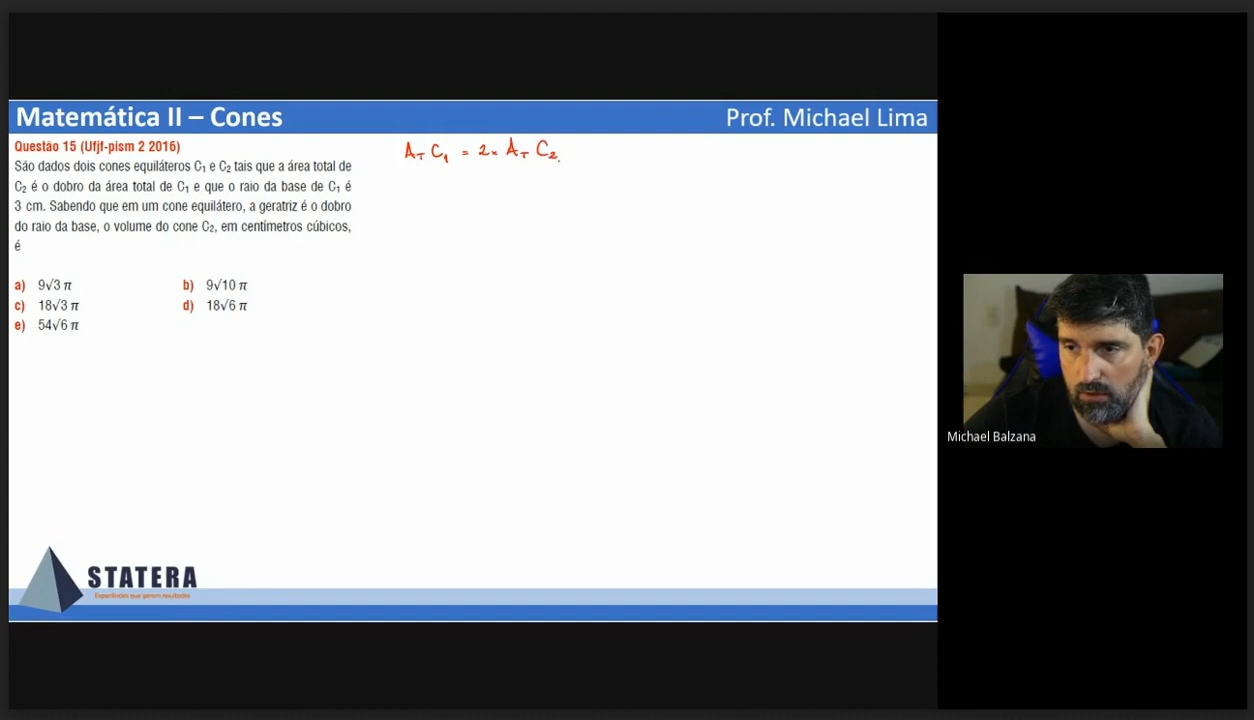 Matemática II – Cones
Prof. Michael Lima
Questão 15 (Ufjf-pism 2 2016)
São dados dois cones equiláteros C₁ e C₂ tais que a área total de
C₂ é o dobro da área total de C₁ e que o raio da base de C₁ é
3 cm. Sabendo que em um cone equilátero, a geratriz é o dobro
do raio da base, o volume do cone C₂, em centímetros cúbicos,
é
a) 9√3 π
b) 9√10 π
c) 18√3 π
d) 18√6 π
e) 54√6 π
A_T C₁ = 2 × A_T C₂.
Michael Balzana
STATERA
Experiências que geram resultados